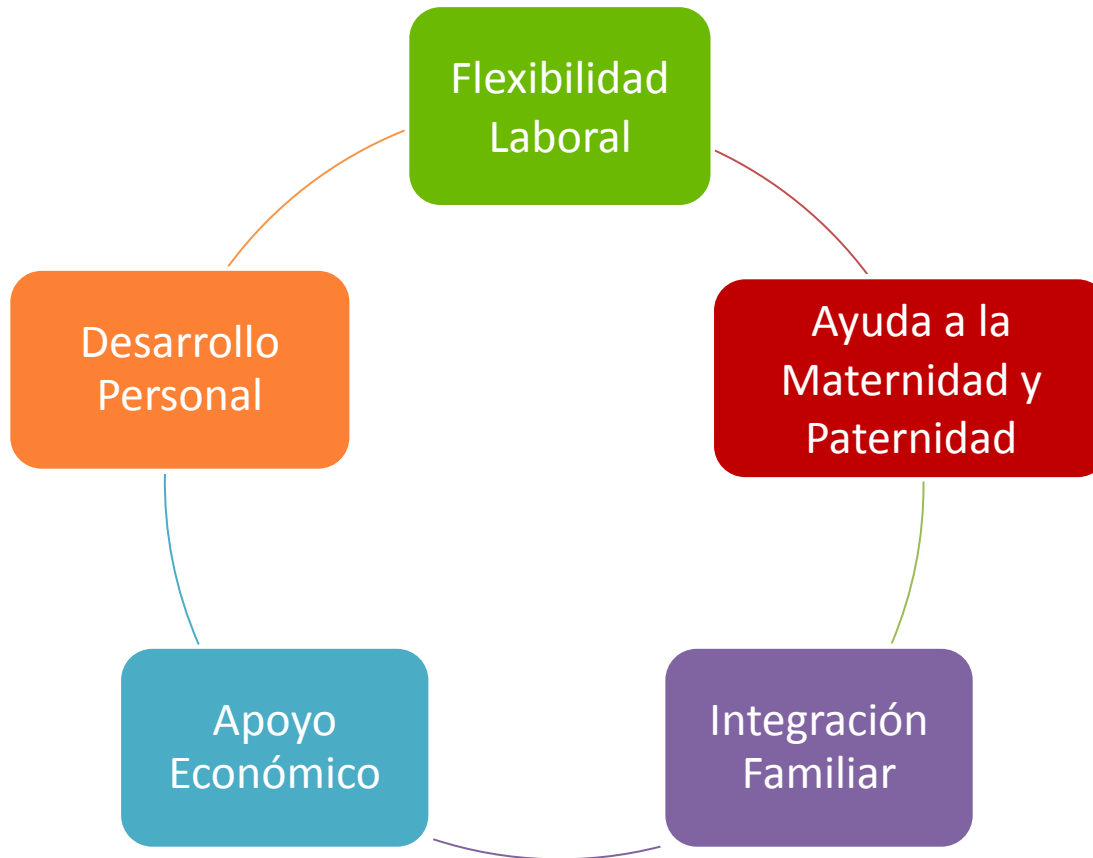 Flexibilidad
Laboral
Ayuda a la
Maternidad y
Paternidad
Integración
Familiar
Apoyo
Económico
Desarrollo
Personal